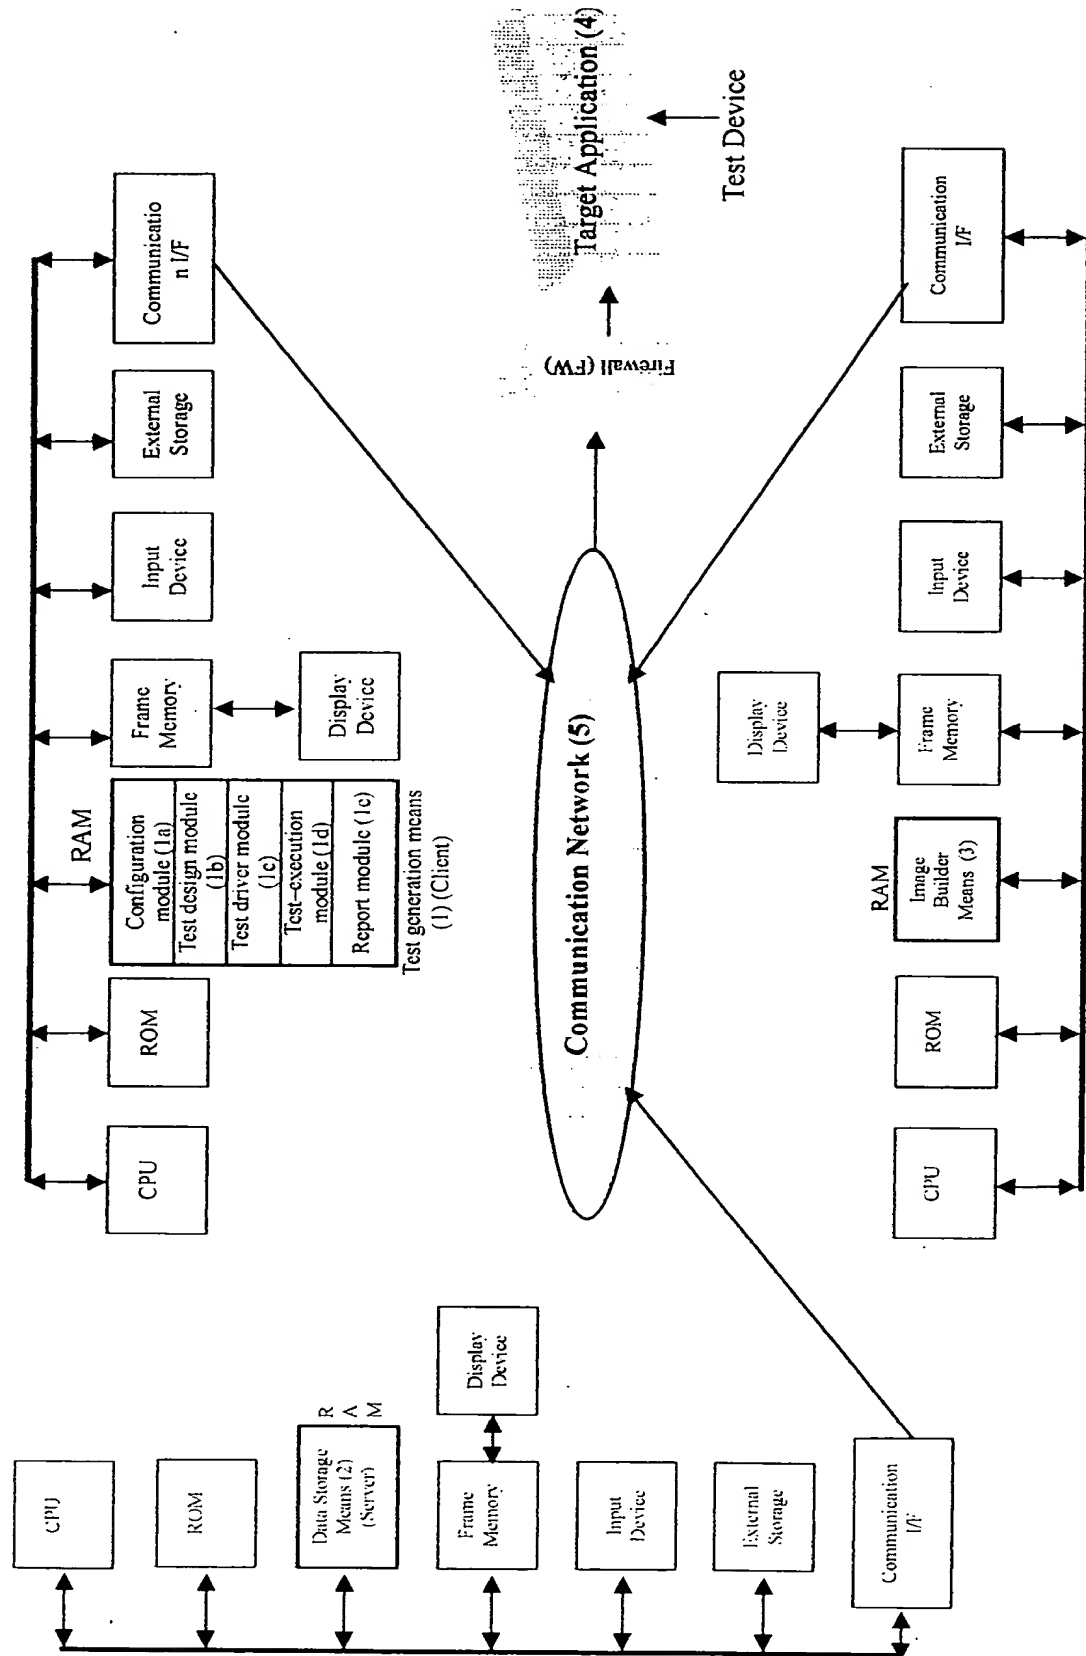 CPU
ROM
RAM
Configuration
module (1a)
Test design module
(1b)
Test driver module
(1c)
Test-execution
module (1d)
Report module (1c)
Test generation means
(1) (Client)
Frame
Memory
Display
Device
Input
Device
External
Storage
Communicatio
n I/F
CPU
ROM
Data Storage
Means (2)
(Server)
R
A
M
Frame
Memory
Display
Device
Input
Device
External
Storage
Communication
I/F
Communication Network (5)
Firewall (FW)
Target Application (4)
Test Device
CPU
ROM
RAM
Image
Builder
Means (3)
Frame
Memory
Display
Device
Input
Device
External
Storage
Communication
I/F